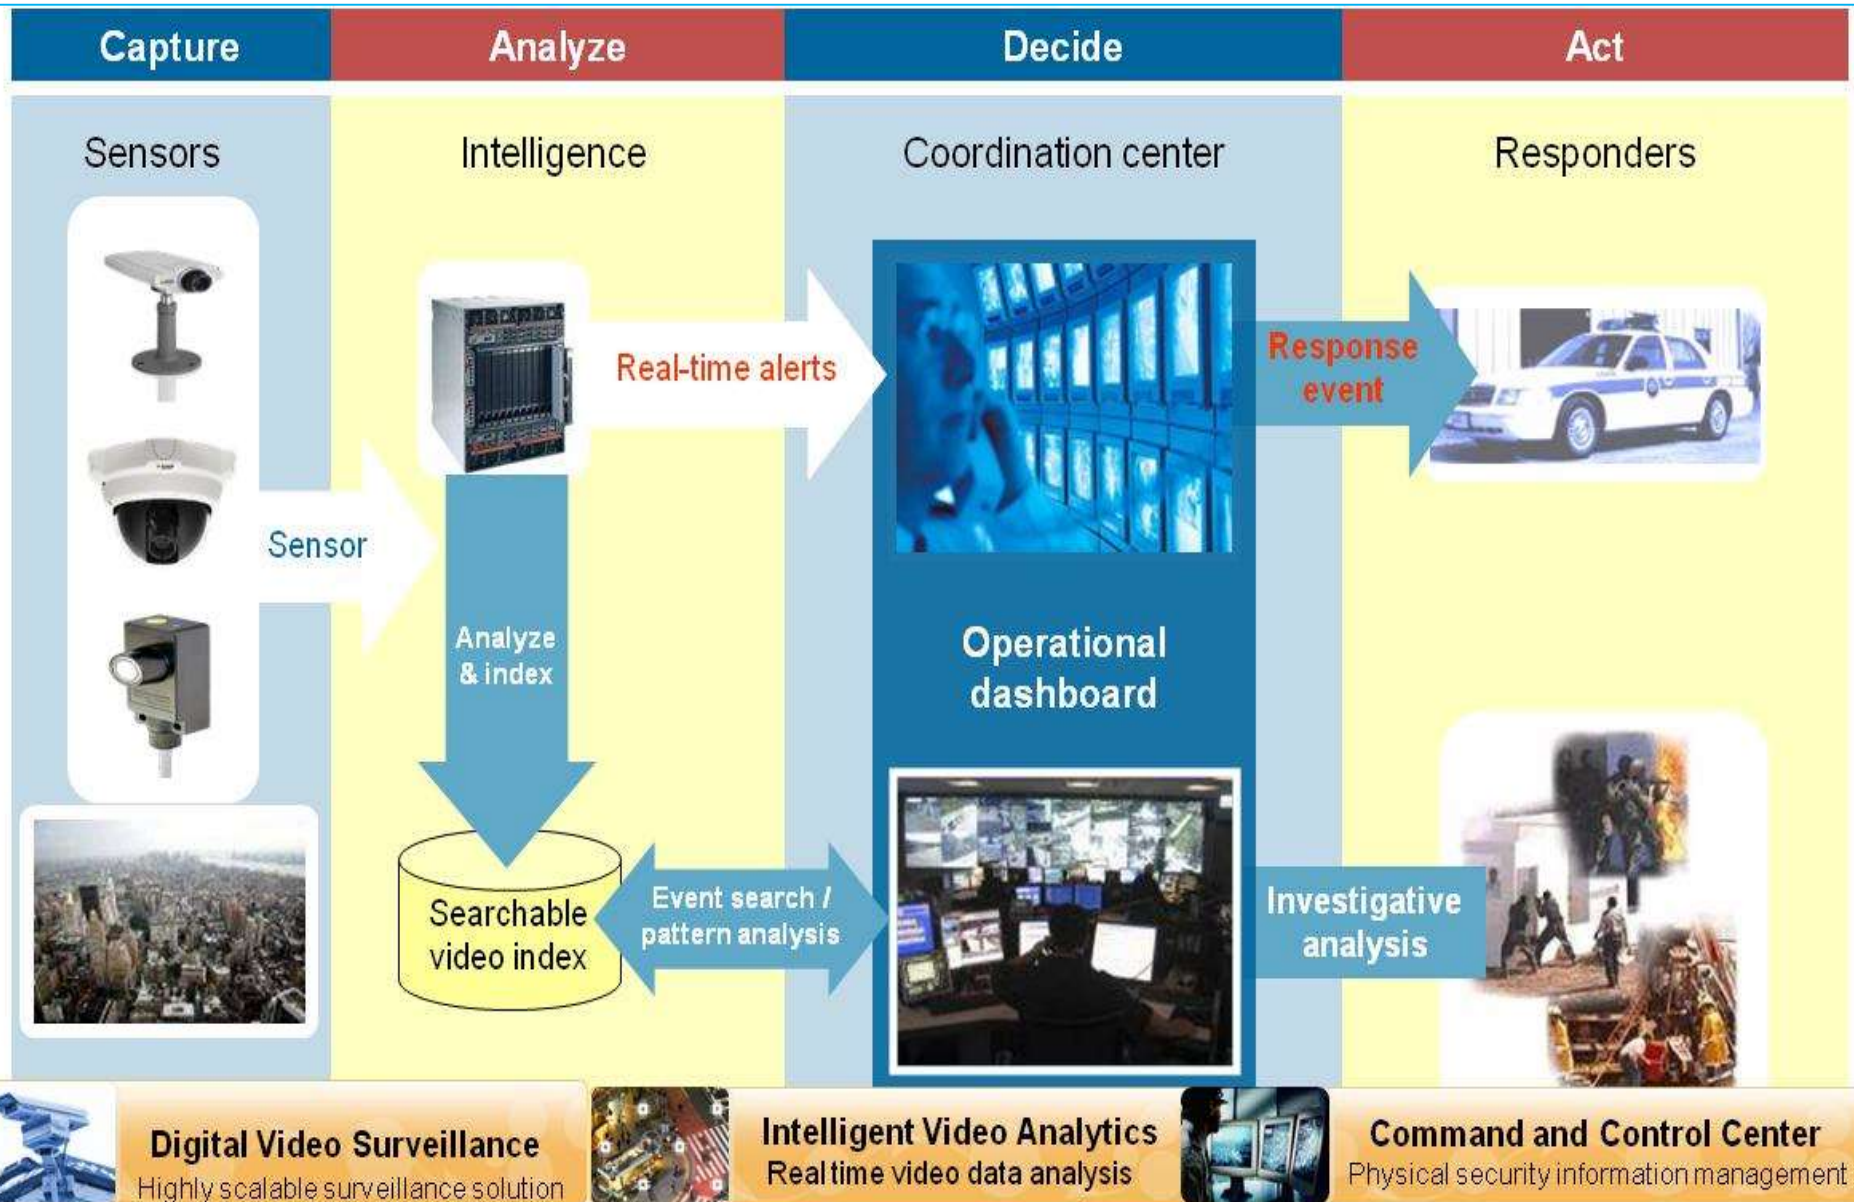 Capture
Analyze
Decide
Act
Sensors
Intelligence
Coordination center
Responders
Sensor
Real-time alerts
Response
event
Analyze
& index
Operational
dashboard
Searchable
video index
Event search /
pattern analysis
Investigative
analysis
Digital Video Surveillance
Highly scalable surveillance solution
Intelligent Video Analytics
Real time video data analysis
Command and Control Center
Physical security information management